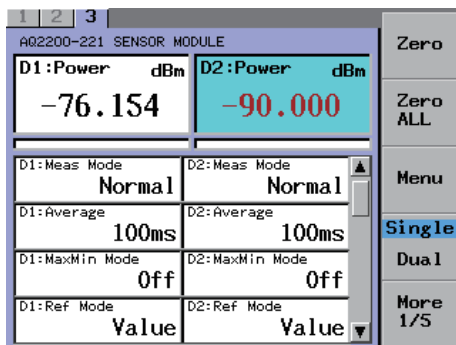 1 2 3
AQ2200-221 SENSOR MODULE
D1:Power dBm D2:Power dBm
-76.154 -90.000
D1:Meas Mode D2:Meas Mode
Normal Normal
D1:Average D2:Average
100ms 100ms
D1:MaxMin Mode D2:MaxMin Mode
Off Off
D1:Ref Mode D2:Ref Mode
Value Value
Zero
Zero
ALL
Menu
Single
Dual
More
1/5